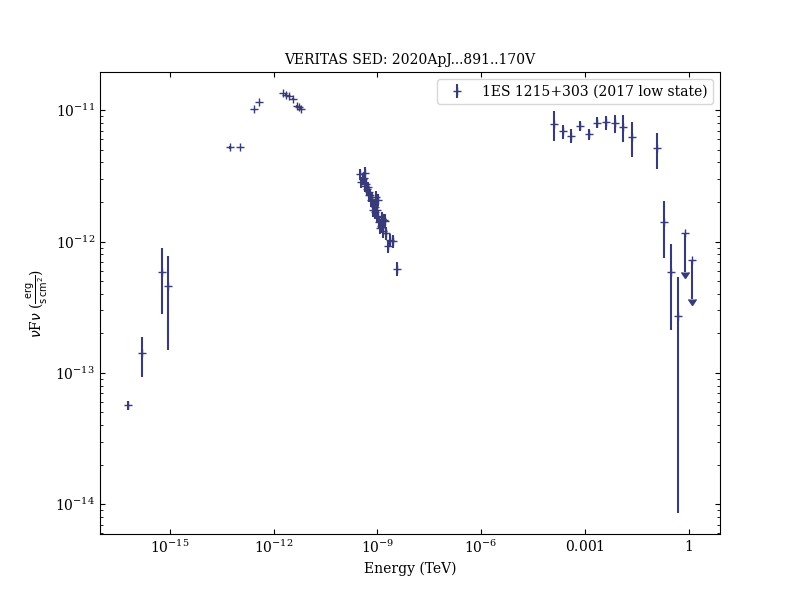 VERITAS SED: 2020ApJ...891..170V
1ES 1215+303 (2017 low state)
νFν (erg / s cm²)
10⁻¹¹
10⁻¹²
10⁻¹³
10⁻¹⁴
10⁻¹⁵ 10⁻¹² 10⁻⁹ 10⁻⁶ 0.001 1
Energy (TeV)